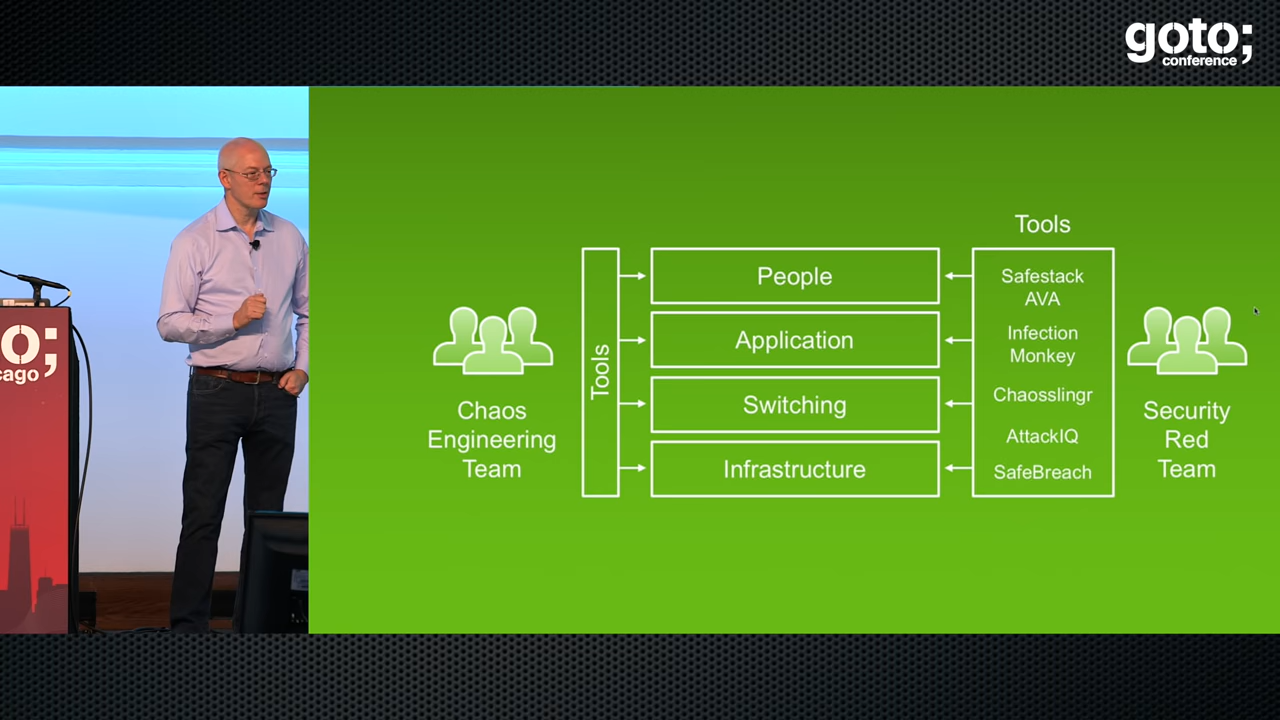 goto;
conference
o;
cago
Chaos
Engineering
Team
Tools
People
Application
Switching
Infrastructure
Tools
Safestack
AVA
Infection
Monkey
Chaosslingr
AttackIQ
SafeBreach
Security
Red
Team